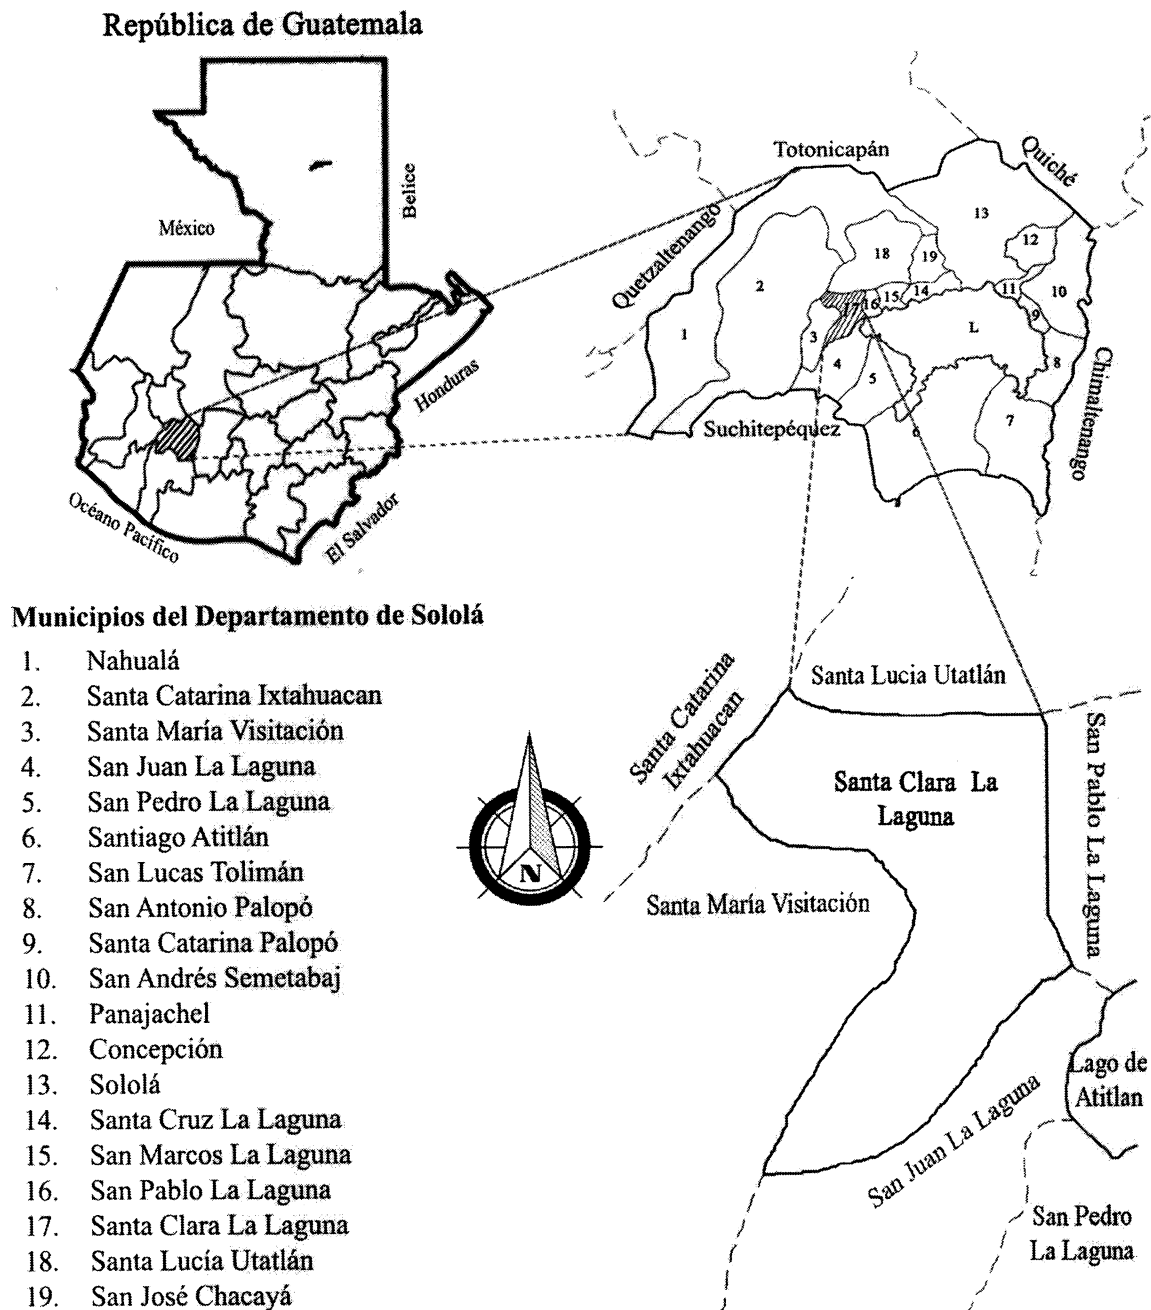 República de Guatemala
México
Belice
Honduras
El Salvador
Océano Pacífico
Totonicapán
Quiché
Quetzaltenango
Chimaltenango
Suchitepéquez
1
2
3
4
5
6
7
8
9
10
11
12
13
14
15
16
17
18
19
L
Municipios del Departamento de Sololá
1. Nahualá
2. Santa Catarina Ixtahuacan
3. Santa María Visitación
4. San Juan La Laguna
5. San Pedro La Laguna
6. Santiago Atitlán
7. San Lucas Tolimán
8. San Antonio Palopó
9. Santa Catarina Palopó
10. San Andrés Semetabaj
11. Panajachel
12. Concepción
13. Sololá
14. Santa Cruz La Laguna
15. San Marcos La Laguna
16. San Pablo La Laguna
17. Santa Clara La Laguna
18. Santa Lucía Utatlán
19. San José Chacayá
N
Santa Catarina
Ixtahuacan
Santa Lucia Utatlán
San Pablo La Laguna
Santa Clara La
Laguna
Santa María Visitación
San Juan La Laguna
Lago de
Atitlan
San Pedro
La Laguna